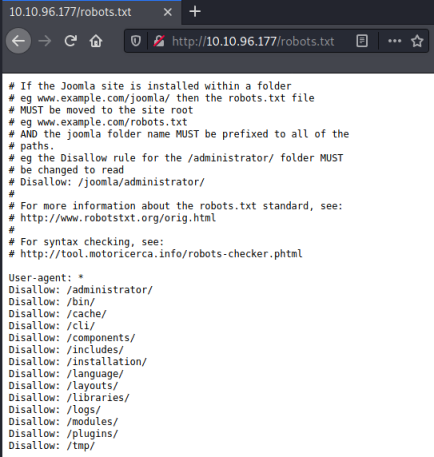 10.10.96.177/robots.txt
http://10.10.96.177/robots.txt
# If the Joomla site is installed within a folder
# eg www.example.com/joomla/ then the robots.txt file
# MUST be moved to the site root
# eg www.example.com/robots.txt
# AND the joomla folder name MUST be prefixed to all of the
# paths.
# eg the Disallow rule for the /administrator/ folder MUST
# be changed to read
# Disallow: /joomla/administrator/
#
# For more information about the robots.txt standard, see:
# http://www.robotstxt.org/orig.html
#
# For syntax checking, see:
# http://tool.motoricerca.info/robots-checker.phtml
User-agent: *
Disallow: /administrator/
Disallow: /bin/
Disallow: /cache/
Disallow: /cli/
Disallow: /components/
Disallow: /includes/
Disallow: /installation/
Disallow: /language/
Disallow: /layouts/
Disallow: /libraries/
Disallow: /logs/
Disallow: /modules/
Disallow: /plugins/
Disallow: /tmp/